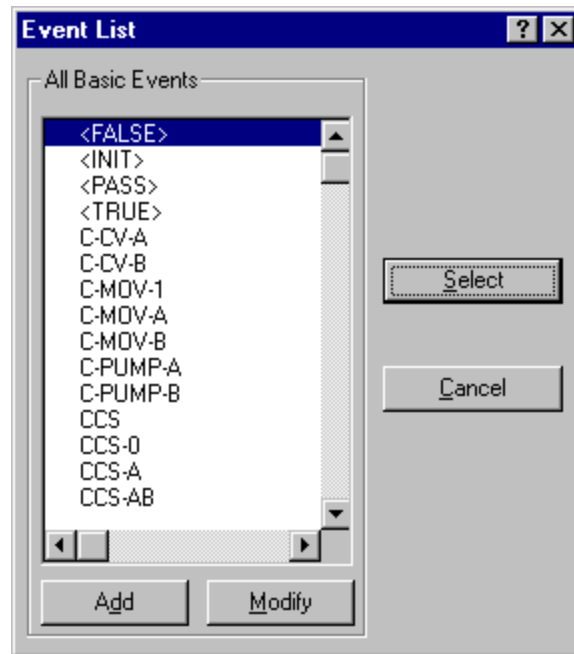 Event List
All Basic Events
<FALSE>
<INIT>
<PASS>
<TRUE>
C-CV-A
C-CV-B
C-MOV-1
C-MOV-A
C-MOV-B
C-PUMP-A
C-PUMP-B
CCS
CCS-0
CCS-A
CCS-AB
Select
Cancel
Add
Modify